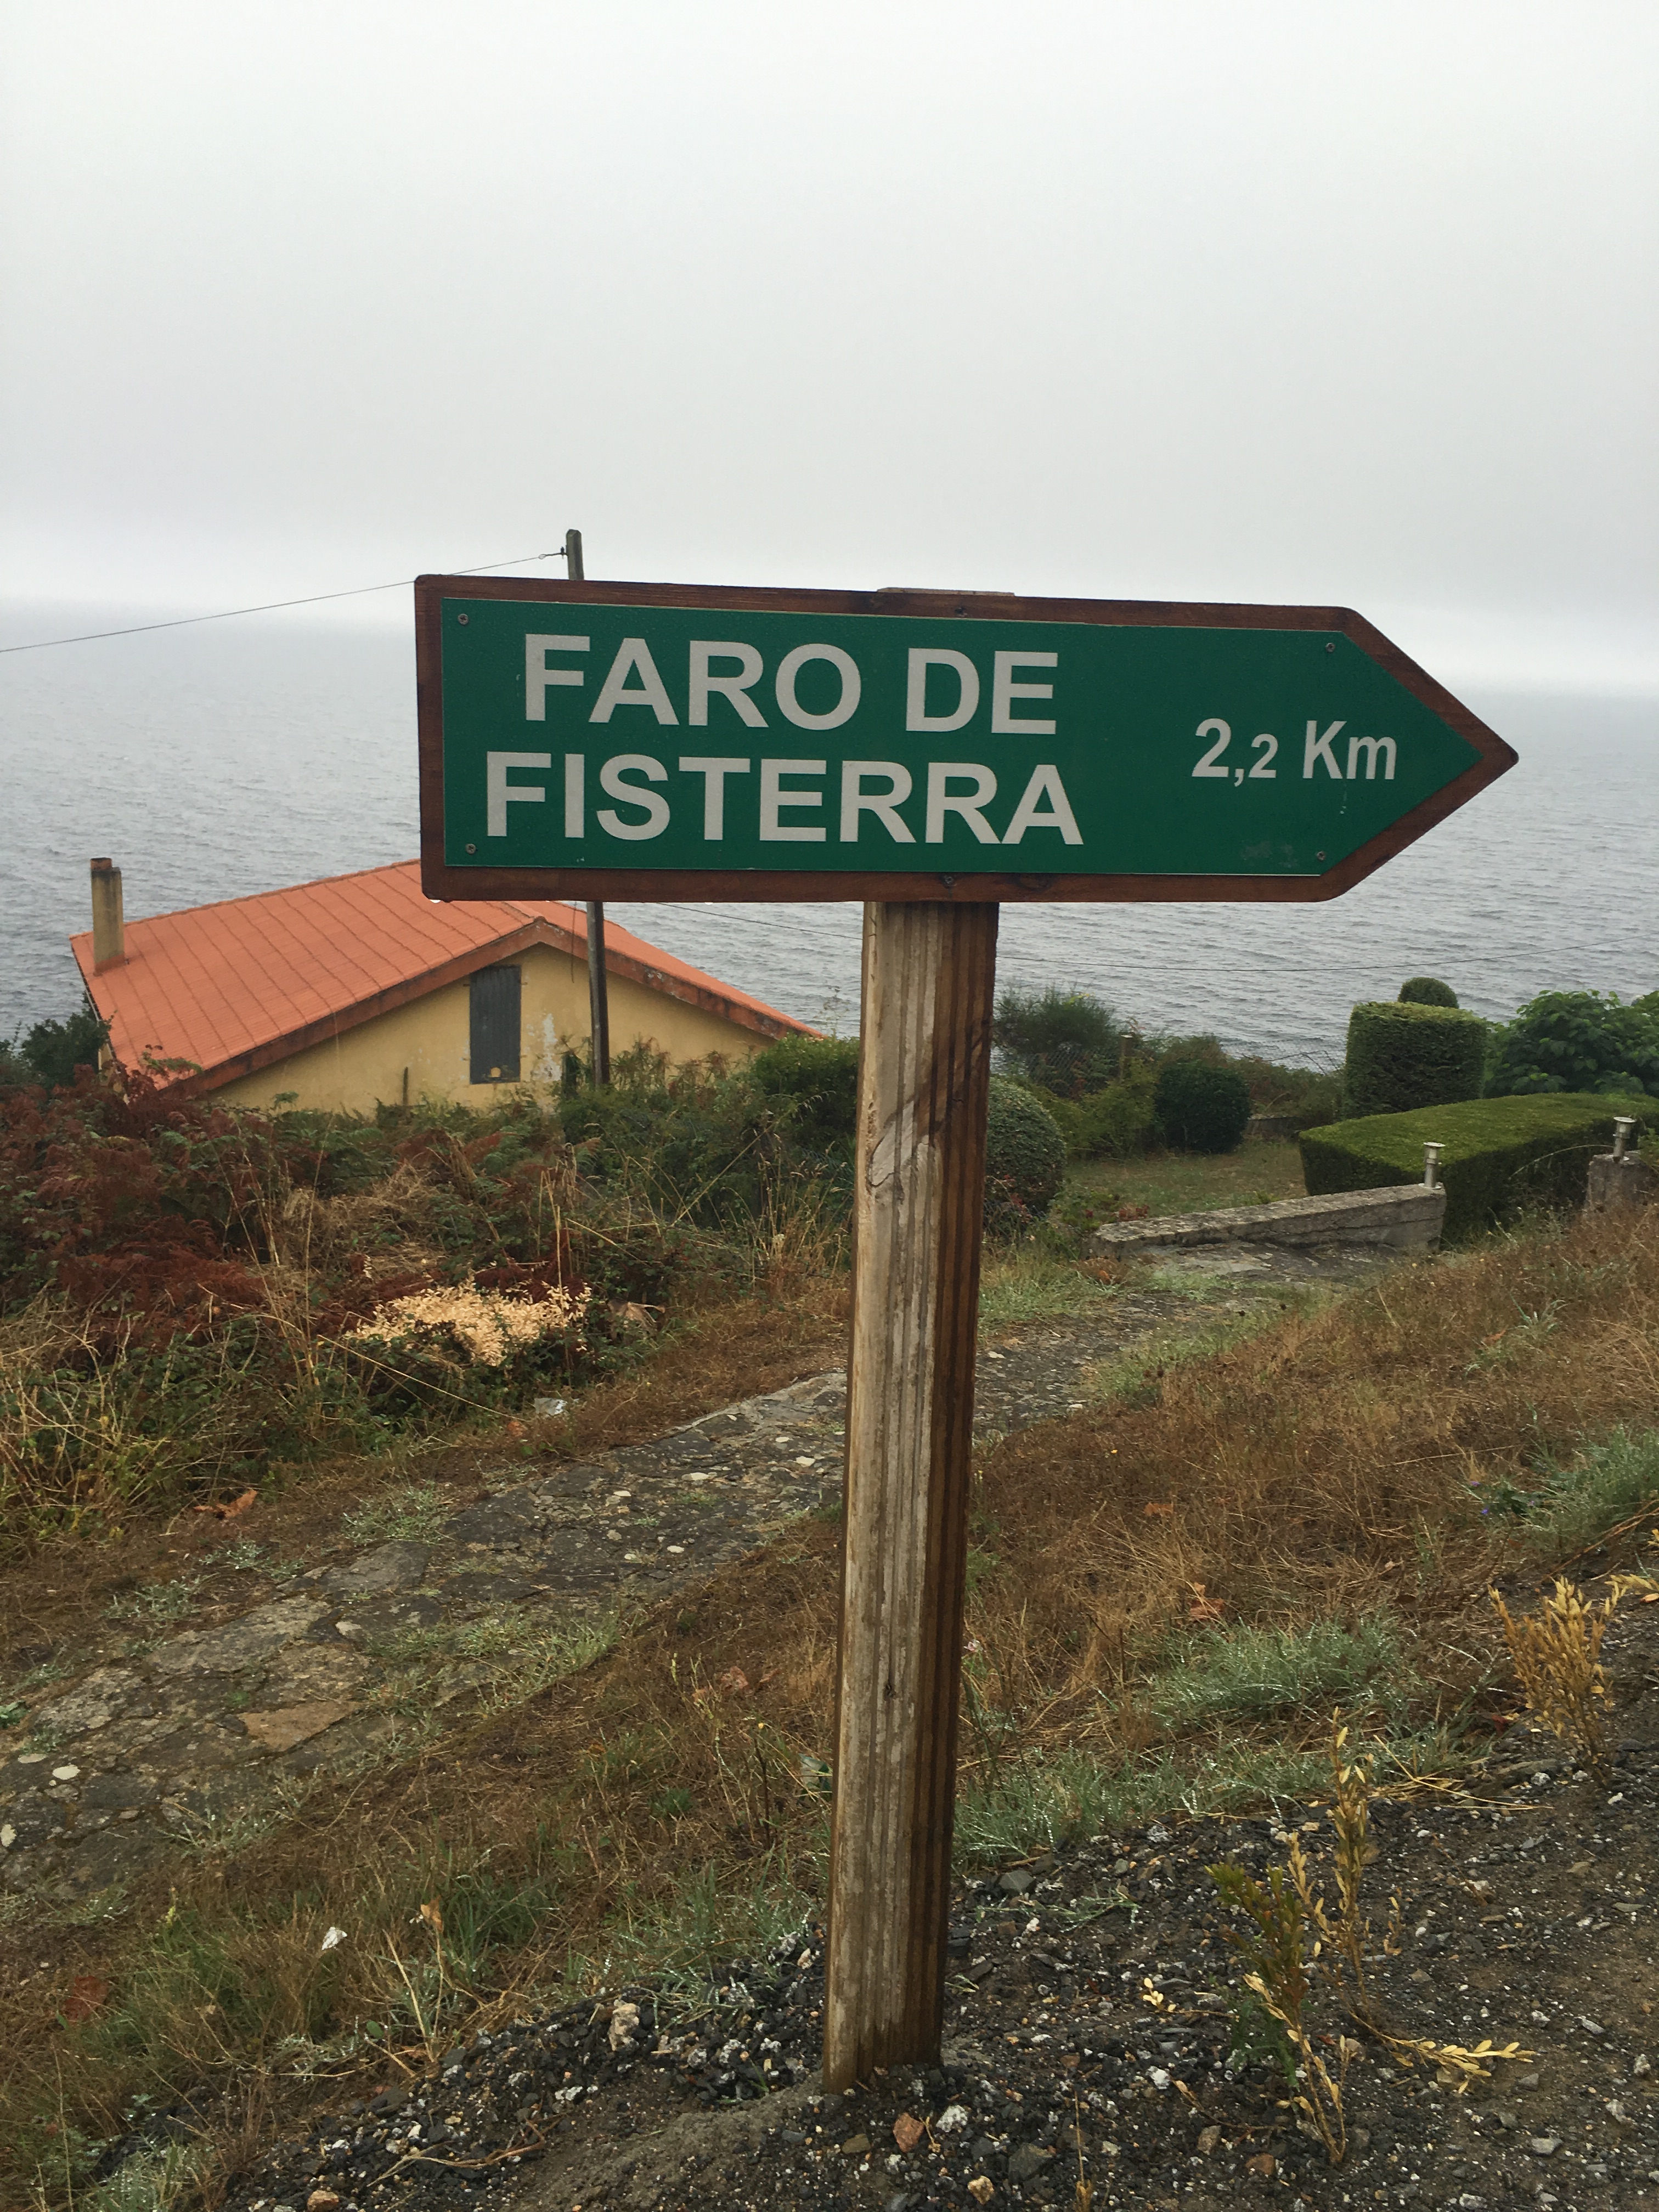 FARO DE
FISTERRA
2,2 Km